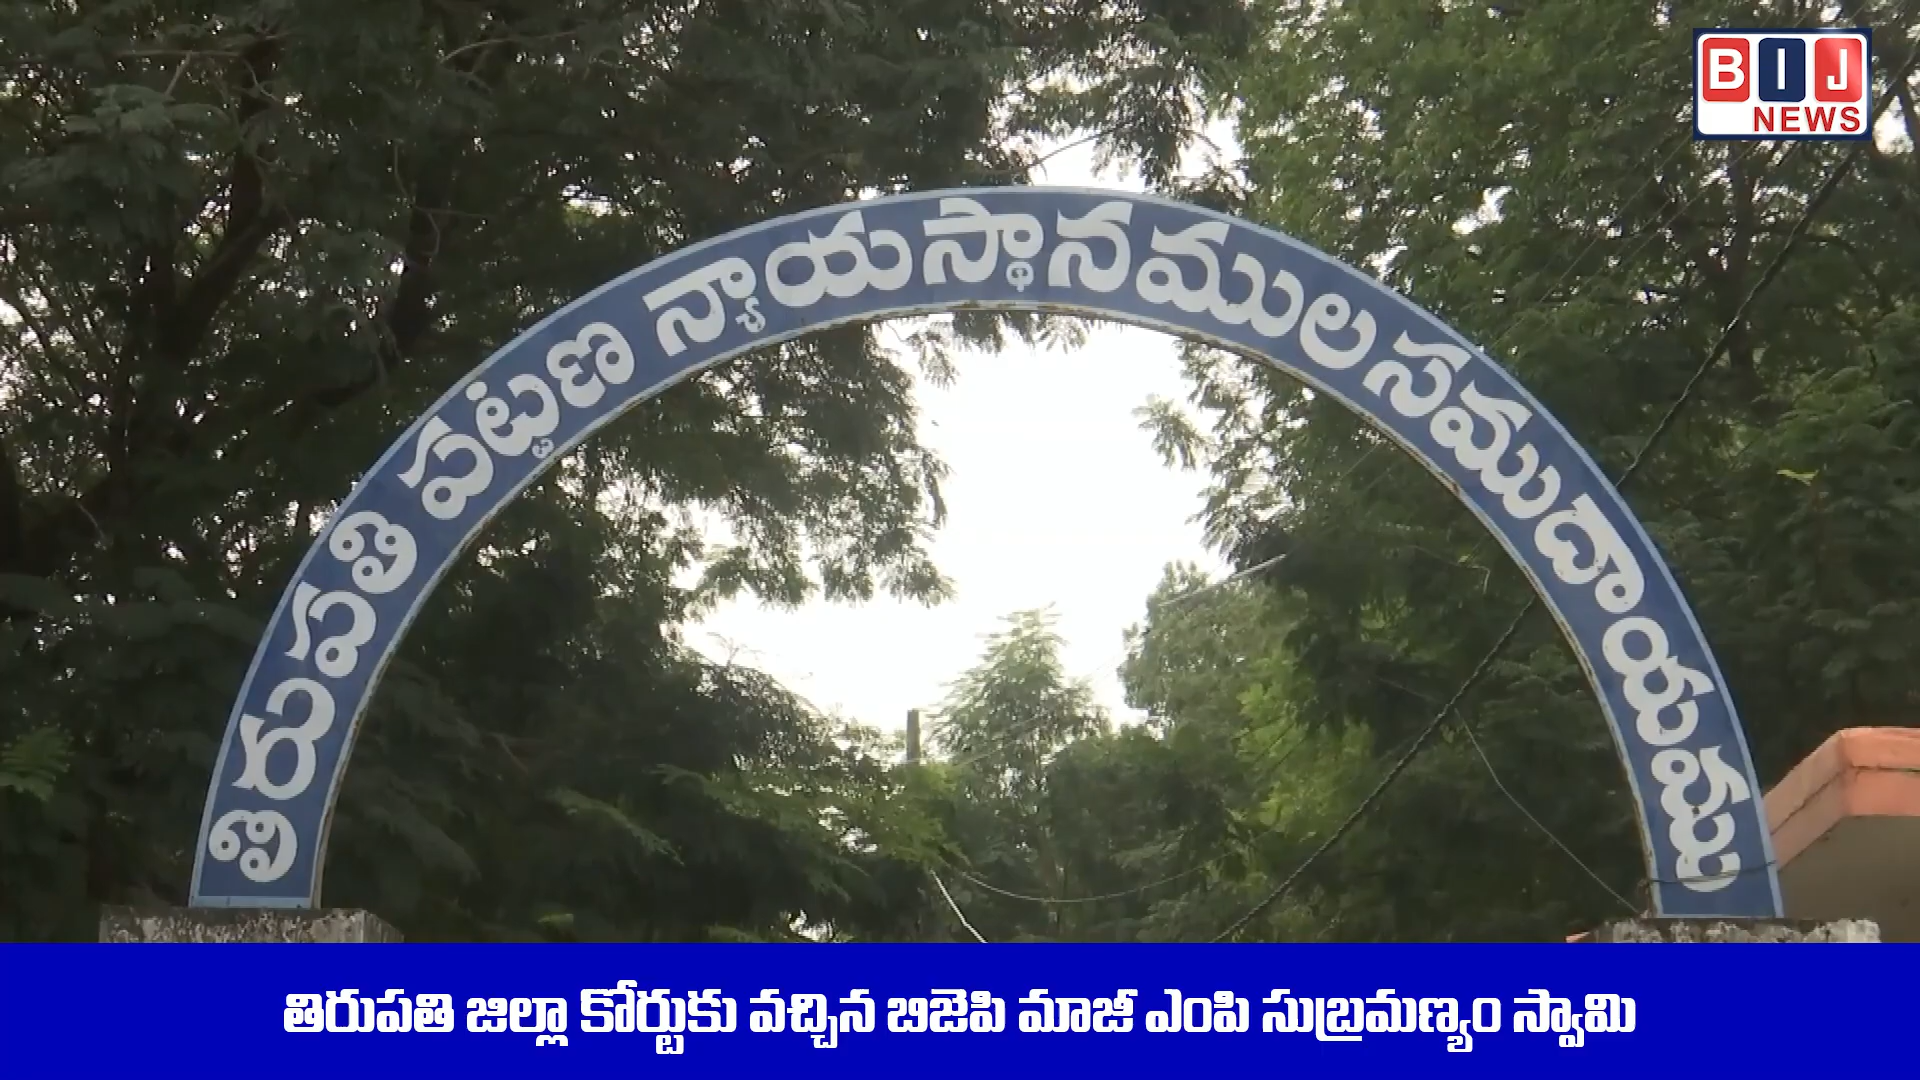 BIJ
NEWS
తిరుపతి పట్టణ న్యాయస్థానముల సముదాయము
తిరుపతి జిల్లా కోర్టుకు వచ్చిన బిజెపి మాజీ ఎంపి సుబ్రమణ్యం స్వామి